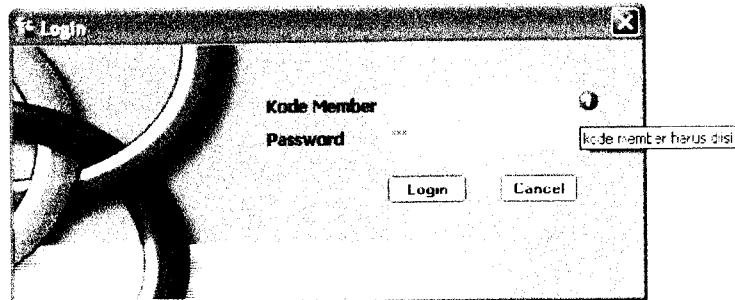 Login
Kode Member
Password ***
kode member harus diisi
Login Cancel